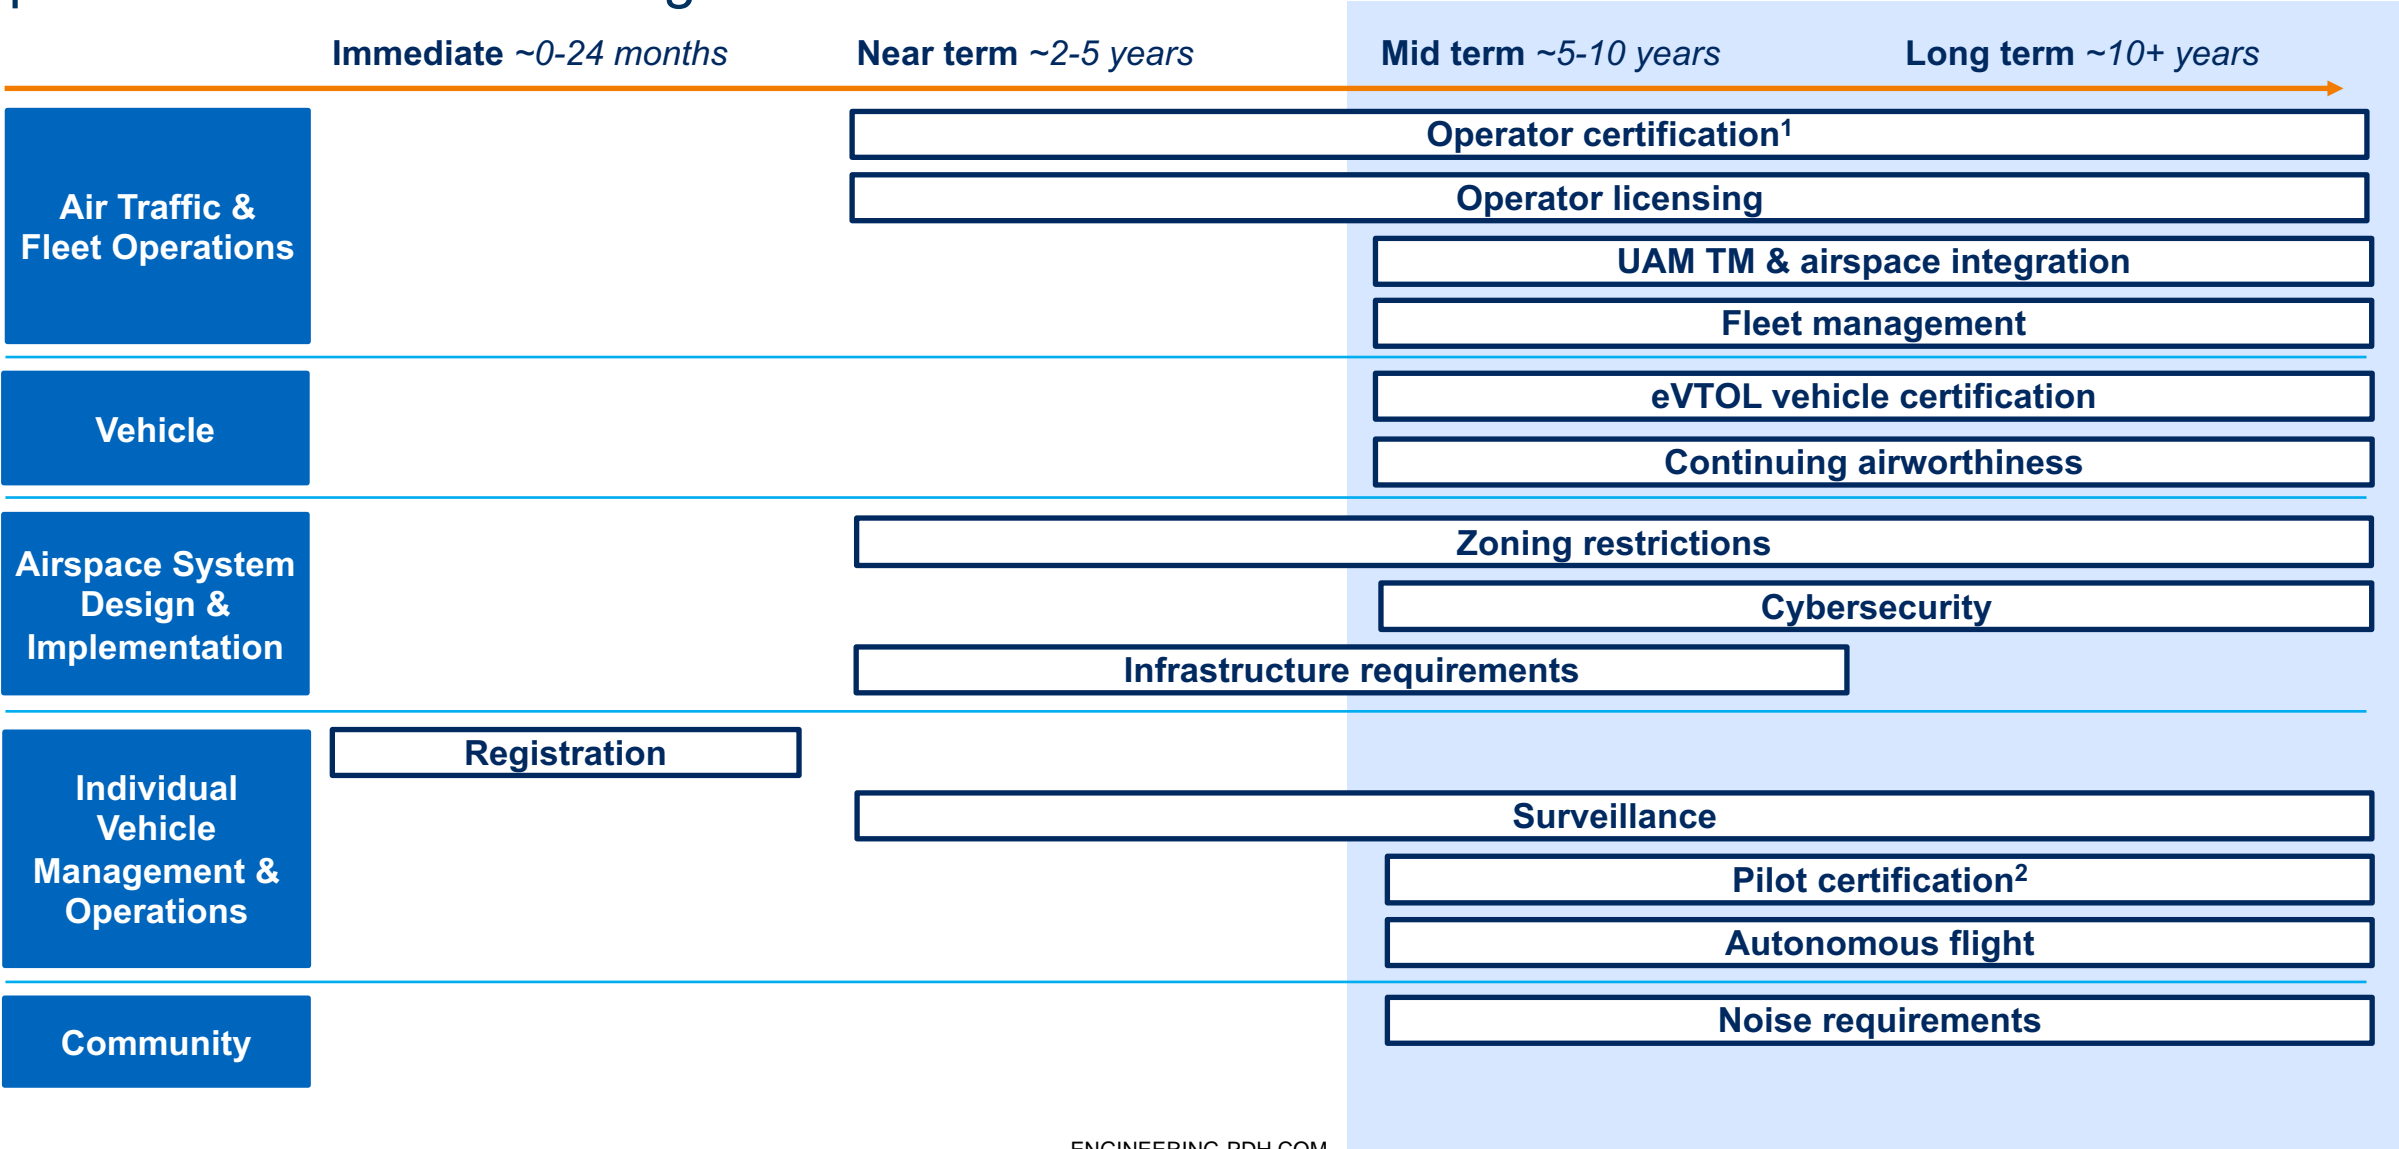 Immediate ~0-24 months
Near term ~2-5 years
Mid term ~5-10 years
Long term ~10+ years
Air Traffic &
Fleet Operations
Operator certification¹
Operator licensing
UAM TM & airspace integration
Fleet management
Vehicle
eVTOL vehicle certification
Continuing airworthiness
Airspace System
Design &
Implementation
Zoning restrictions
Cybersecurity
Infrastructure requirements
Individual
Vehicle
Management &
Operations
Registration
Surveillance
Pilot certification²
Autonomous flight
Community
Noise requirements
ENGINEERING-PDH.COM